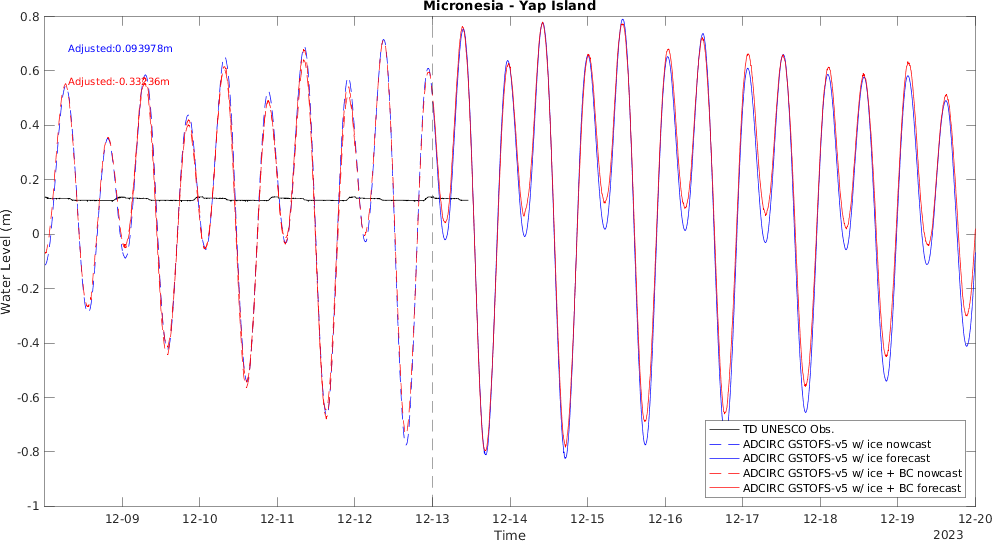 Micronesia - Yap Island
Adjusted:0.093978m
Adjusted:-0.33236m
Water Level (m)
0.8
0.6
0.4
0.2
0
-0.2
-0.4
-0.6
-0.8
-1
TD UNESCO Obs.
ADCIRC GSTOFS-v5 w/ ice nowcast
ADCIRC GSTOFS-v5 w/ ice forecast
ADCIRC GSTOFS-v5 w/ ice + BC nowcast
ADCIRC GSTOFS-v5 w/ ice + BC forecast
12-09 12-10 12-11 12-12 12-13 12-14 12-15 12-16 12-17 12-18 12-19 12-20
Time
2023